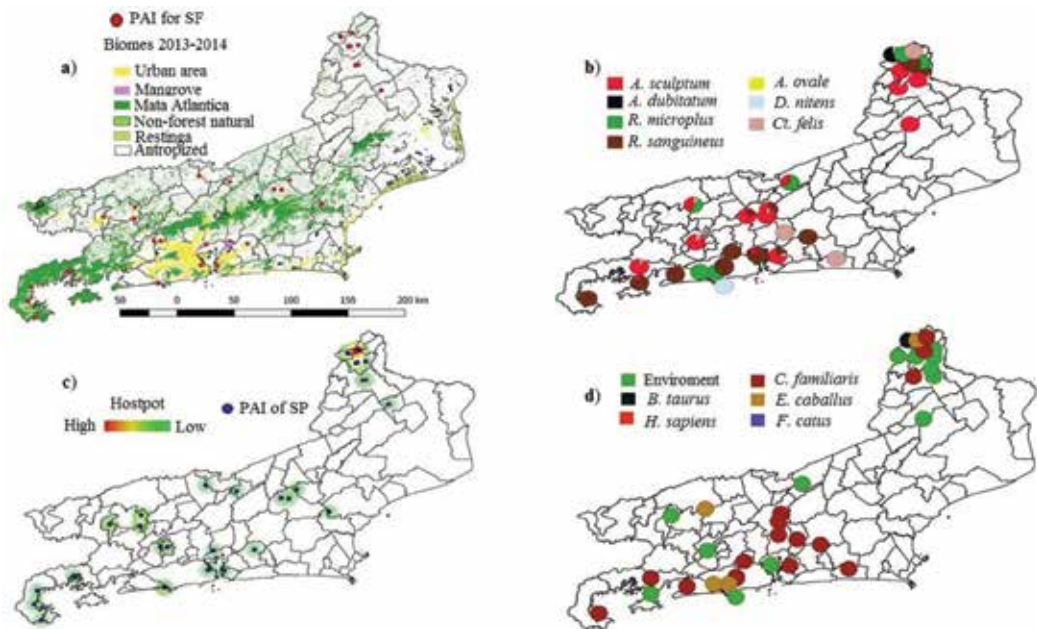 PAI for SF
Biomes 2013-2014
a)
Urban area
Mangrove
Mata Atlantica
Non-forest natural
Restinga
Antropized
50 0 50 100 150 200 km
b)
A. sculptum
A. dubitatum
R. microplus
R. sanguineus
A. ovale
D. nitens
Ct. felis
c)
Hostpot
High
Low
PAI of SP
d)
Enviroment
B. taurus
H. sapiens
C. familiaris
E. caballus
F. catus